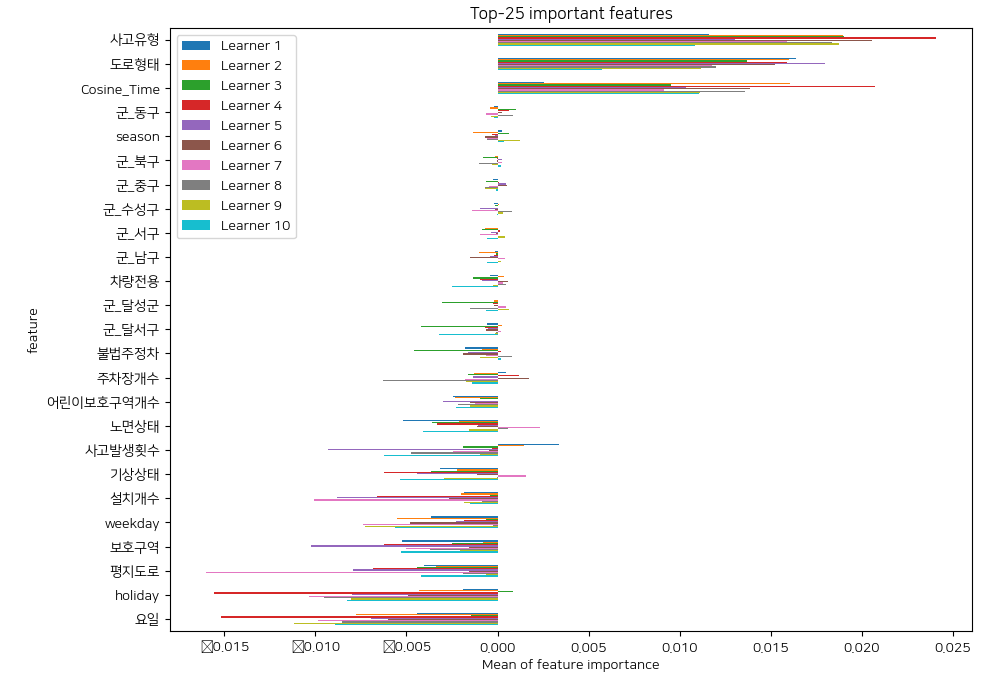 Top-25 important features
사고유형
도로형태
Cosine_Time
군_동구
season
군_북구
군_중구
군_수성구
군_서구
군_남구
차량전용
군_달성군
군_달서구
불법주정차
주차장개수
어린이보호구역개수
노면상태
사고발생횟수
기상상태
설치개수
weekday
보호구역
평지도로
holiday
요일
feature
Learner 1
Learner 2
Learner 3
Learner 4
Learner 5
Learner 6
Learner 7
Learner 8
Learner 9
Learner 10
0.015 0.010 0.005 0.000 0.005 0.010 0.015 0.020 0.025
Mean of feature importance